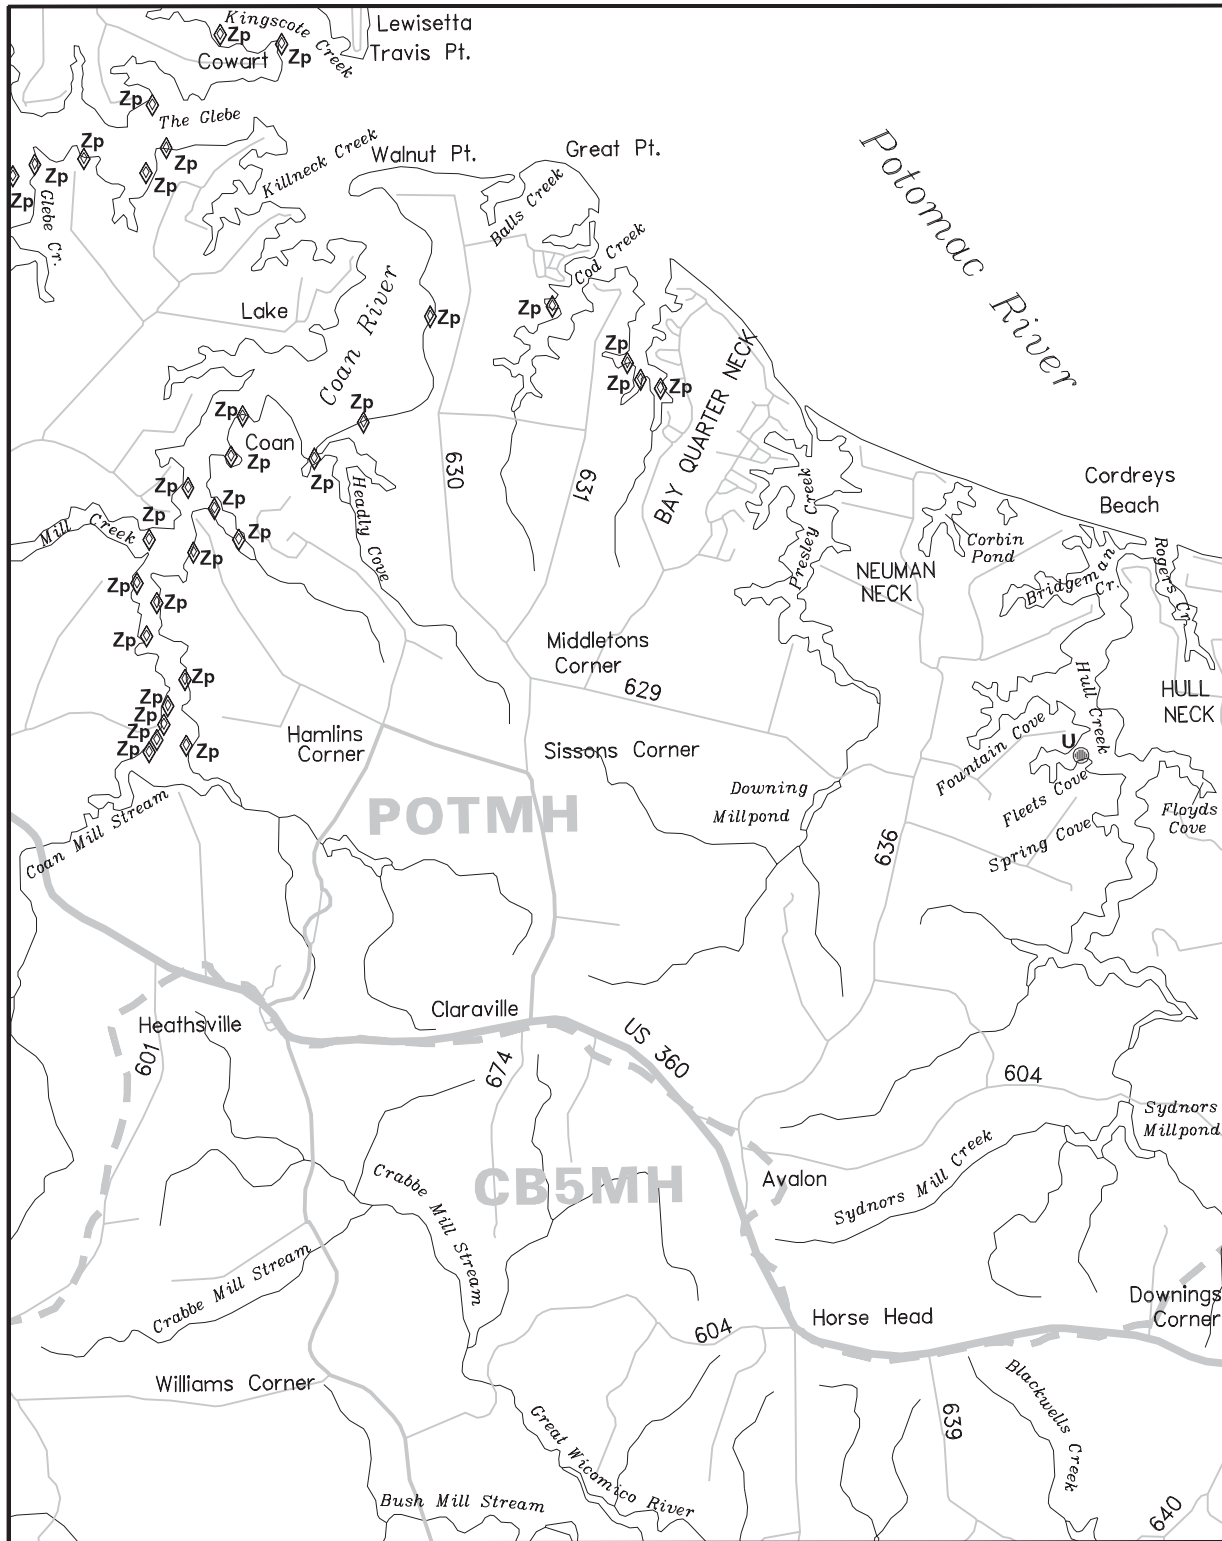 Kingscote Creek
Lewisetta
Travis Pt.
Zp
Zp
Cowart
Zp
The Glebe
Zp
Zp
Zp
Zp
Zp
Glebe Cr.
Killneck Creek
Walnut Pt.
Great Pt.
Balls Creek
Cod Creek
Potomac River
Lake
Coan River
Zp
Zp
Zp
Zp
Zp
BAY QUARTER NECK
Zp
Zp
Coan
Zp
Zp
Headly Cove
630
631
Zp
Zp
Zp
Zp
Mill Creek
Zp
Presley Creek
Cordreys
Beach
Corbin
Pond
NEUMAN
NECK
Bridgeman
Cr.
Rogers Cr.
Zp
Zp
Zp
Zp
Zp
Zp
Zp
Zp
Zp
Middletons
Corner
629
Hull Creek
HULL
NECK
Hamlins
Corner
Sissons Corner
Fountain Cove
U
Fleets Cove
Spring Cove
Floyds
Cove
Downing
Millpond
POTMH
636
Coan Mill Stream
Claraville
Heathsville
601
US 360
674
604
Sydnors
Millpond
Sydnors Mill Creek
Avalon
CB5MH
Crabbe Mill Stream
Crabbe Mill Stream
Downings
Corner
Horse Head
604
Williams Corner
Blackwells Creek
639
Great Wicomico River
Bush Mill Stream
640